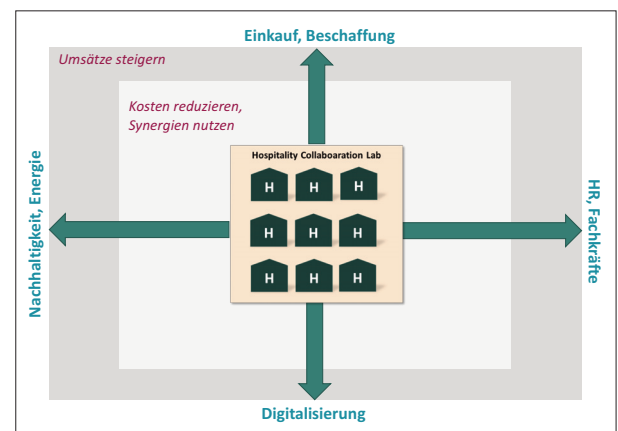 Einkauf, Beschaffung
Umsätze steigern
Kosten reduzieren,
Synergien nutzen
Hospitality Collaboaration Lab
H H H
H H H
H H H
Nachhaltigkeit, Energie
HR, Fachkräfte
Digitalisierung